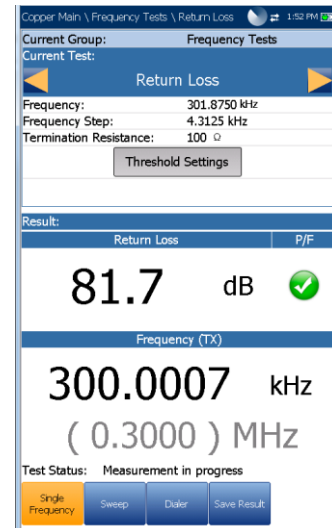 Copper Main \ Frequency Tests \ Return Loss 1:52 PM
Current Group: Frequency Tests
Current Test:
Return Loss
Frequency: 301.8750 kHz
Frequency Step: 4.3125 kHz
Termination Resistance: 100 Ω
Threshold Settings
Result:
Return Loss P/F
81.7 dB
Frequency (TX)
300.0007 kHz
( 0.3000 ) MHz
Test Status: Measurement in progress
Single Frequency Sweep Dialer Save Result